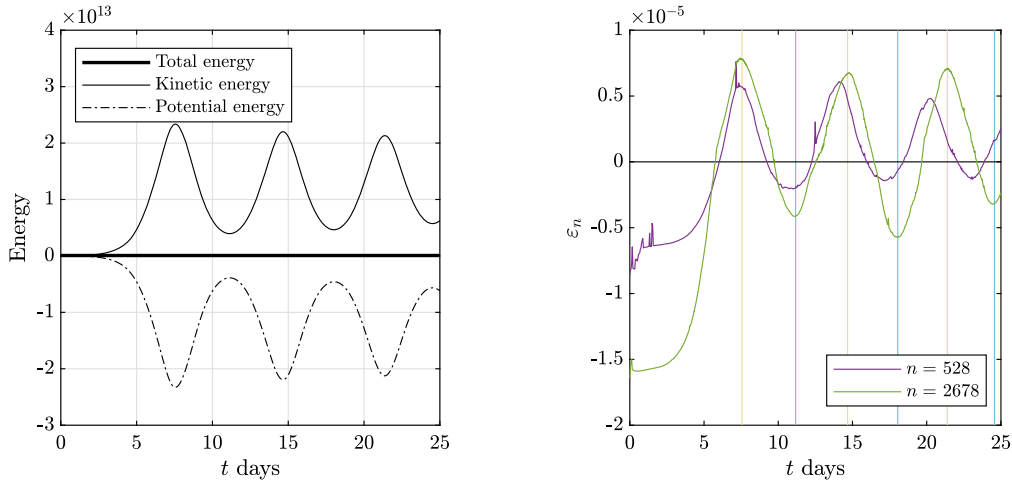 ×10^13
4
3
2
1
0
-1
-2
-3
Energy
0 5 10 15 20 25
t days
Total energy
Kinetic energy
Potential energy
×10^-5
1
0.5
0
-0.5
-1
-1.5
-2
ε_n
0 5 10 15 20 25
t days
n = 528
n = 2678